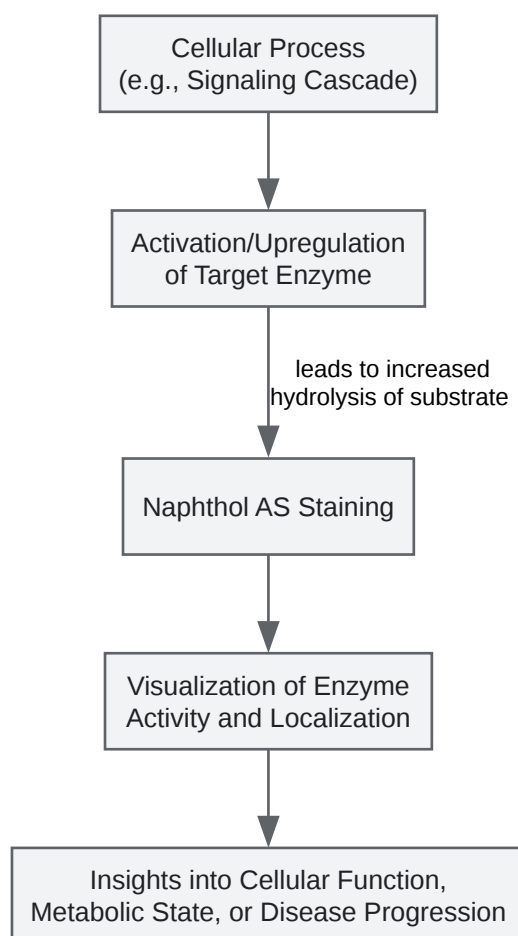 Cellular Process
(e.g., Signaling Cascade)
Activation/Upregulation
of Target Enzyme
leads to increased
hydrolysis of substrate
Naphthol AS Staining
Visualization of Enzyme
Activity and Localization
Insights into Cellular Function,
Metabolic State, or Disease Progression